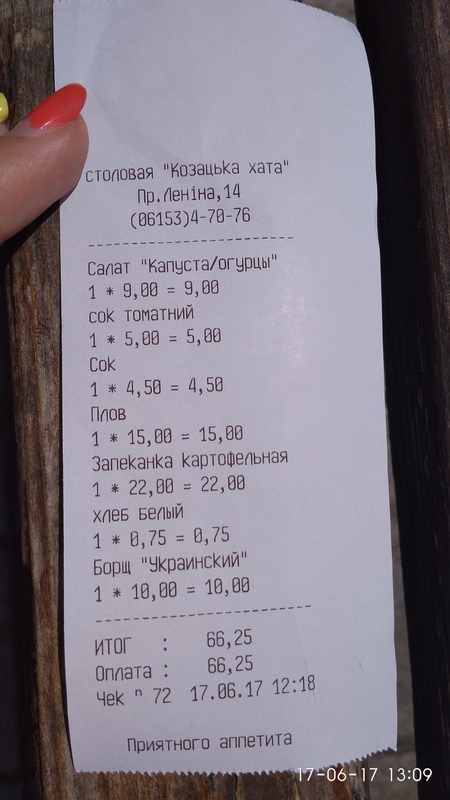 столовая "Козацька хата"
Пр.Леніна,14
(06153)4-70-76
Салат "Капуста/огурцы"
1 * 9,00 = 9,00
сок томатний
1 * 5,00 = 5,00
Сок
1 * 4,50 = 4,50
Плов
1 * 15,00 = 15,00
Запеканка картофельная
1 * 22,00 = 22,00
хлеб белый
1 * 0,75 = 0,75
Борщ "Украинский"
1 * 10,00 = 10,00
ИТОГ : 66,25
Оплата : 66,25
Чек n 72 17.06.17 12:18
Приятного аппетита
17-06-17 13:09